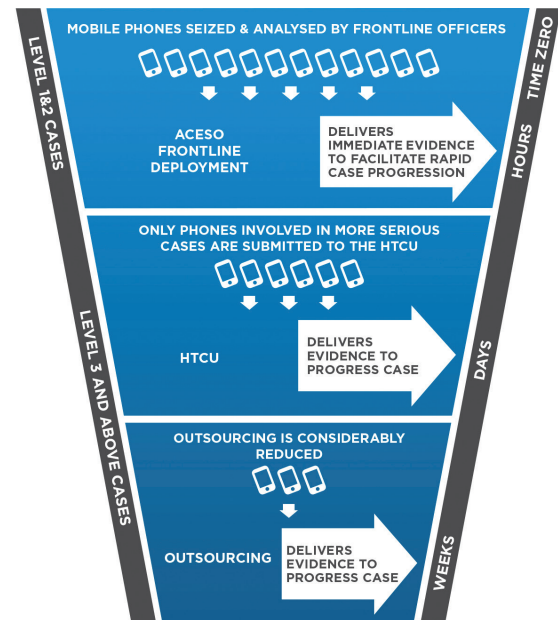 MOBILE PHONES SEIZED & ANALYSED BY FRONTLINE OFFICERS
LEVEL 1&2 CASES
TIME ZERO
ACESO
FRONTLINE
DEPLOYMENT
DELIVERS
IMMEDIATE EVIDENCE
TO FACILITATE RAPID
CASE PROGRESSION
HOURS
ONLY PHONES INVOLVED IN MORE SERIOUS
CASES ARE SUBMITTED TO THE HTCU
LEVEL 3 AND ABOVE CASES
HTCU
DELIVERS
EVIDENCE TO
PROGRESS CASE
DAYS
OUTSOURCING IS CONSIDERABLY
REDUCED
OUTSOURCING
DELIVERS
EVIDENCE TO
PROGRESS CASE
WEEKS